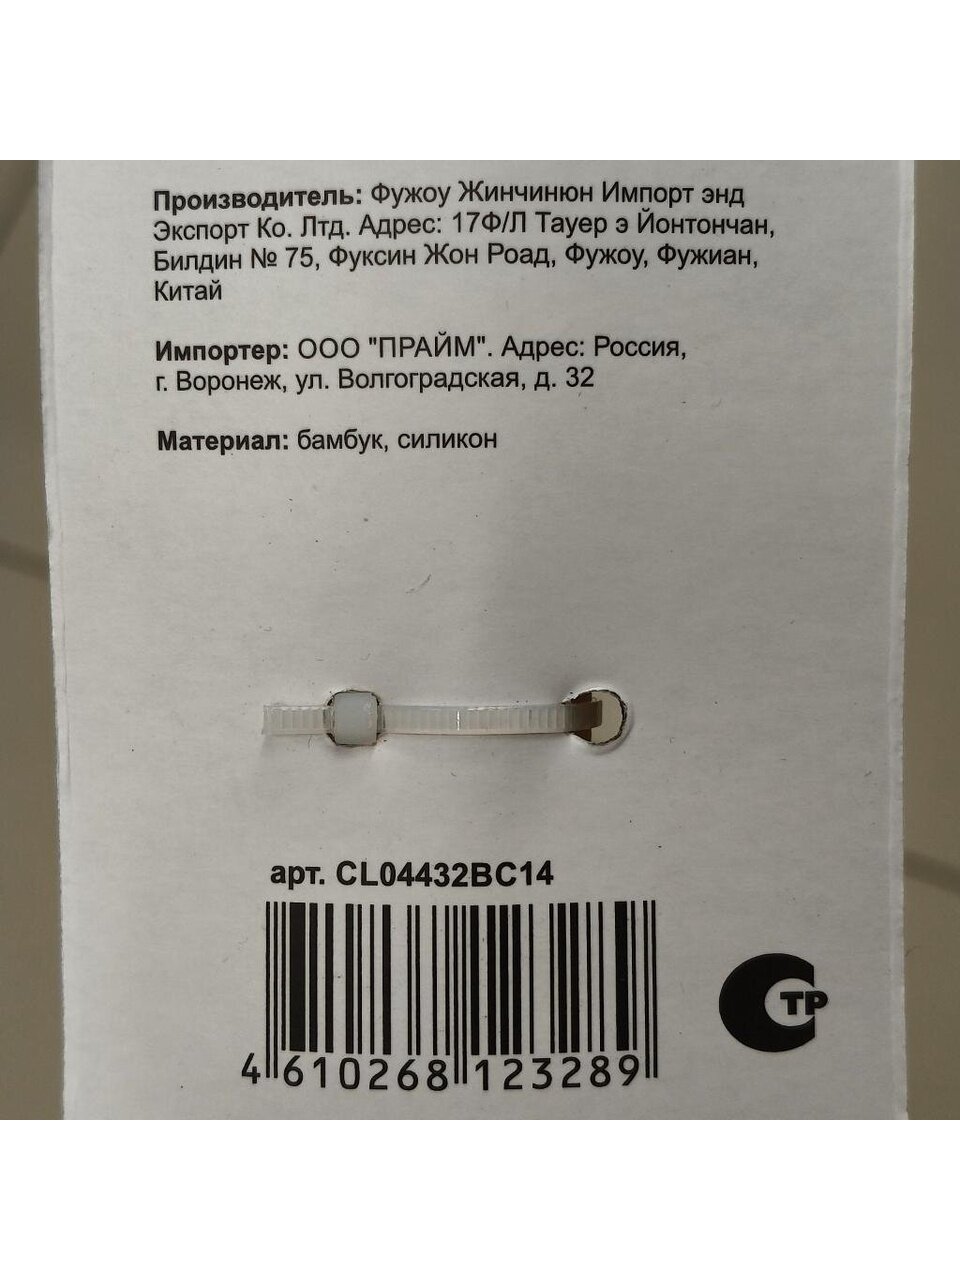 Производитель: Фужоу Жинчинюн Импорт энд
Экспорт Ко. Лтд. Адрес: 17Ф/Л Тауер э Йонтончан,
Билдин № 75, Фуксин Жон Роад, Фужоу, Фужиан,
Китай
Импортер: ООО "ПРАЙМ". Адрес: Россия,
г. Воронеж, ул. Волгоградская, д. 32
Материал: бамбук, силикон
арт. CL04432BC14
4 610268 123289
СТР